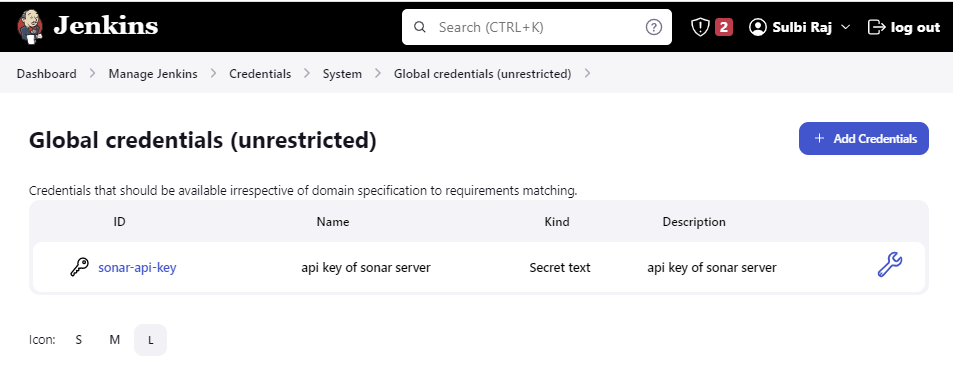 Jenkins Search (CTRL+K) ? 2 Sulbi Raj log out
Dashboard Manage Jenkins Credentials System Global credentials (unrestricted)
Global credentials (unrestricted) + Add Credentials
Credentials that should be available irrespective of domain specification to requirements matching.
ID Name Kind Description
sonar-api-key api key of sonar server Secret text api key of sonar server
Icon: S M L